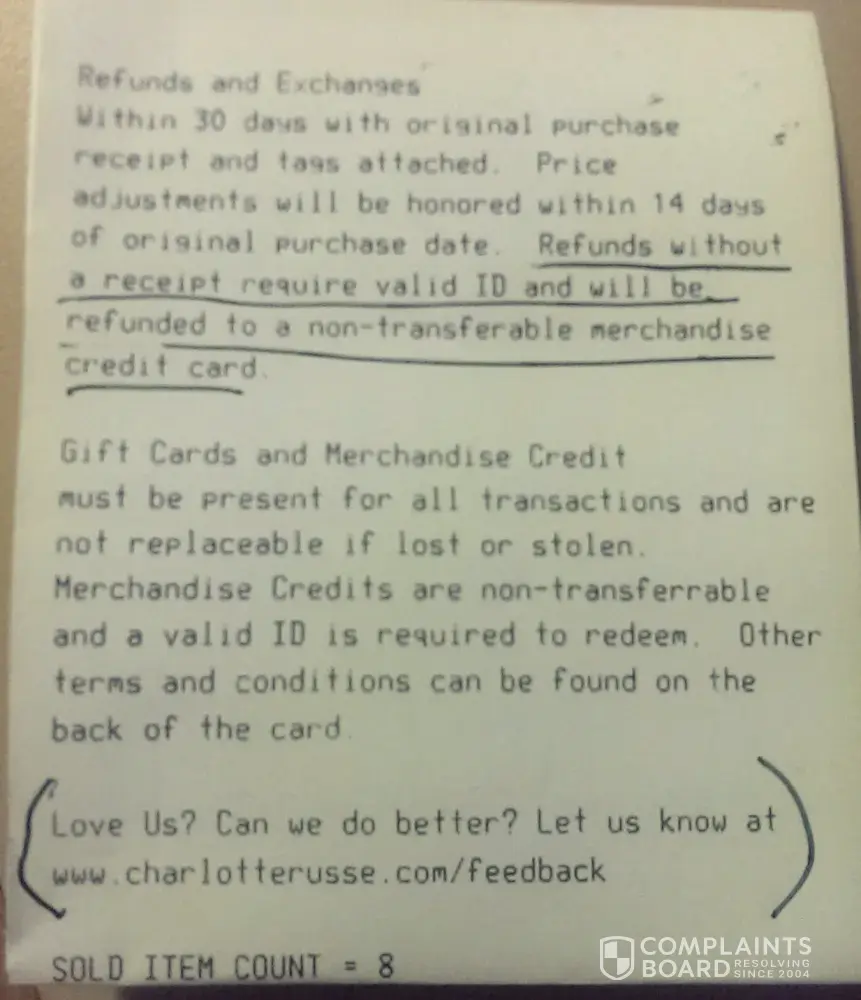 Refunds and Exchanges
Within 30 days with original purchase
receipt and tags attached. Price
adjustments will be honored within 14 days
of original purchase date. Refunds without
a receipt require valid ID and will be
refunded to a non-transferable merchandise
credit card.
Gift Cards and Merchandise Credit
must be present for all transactions and are
not replaceable if lost or stolen.
Merchandise Credits are non-transferrable
and a valid ID is required to redeem. Other
terms and conditions can be found on the
back of the card.
Love Us? Can we do better? Let us know at
www.charlotterusse.com/feedback
SOLD ITEM COUNT = 8
COMPLAINTS
BOARD RESOLVING
SINCE 2004